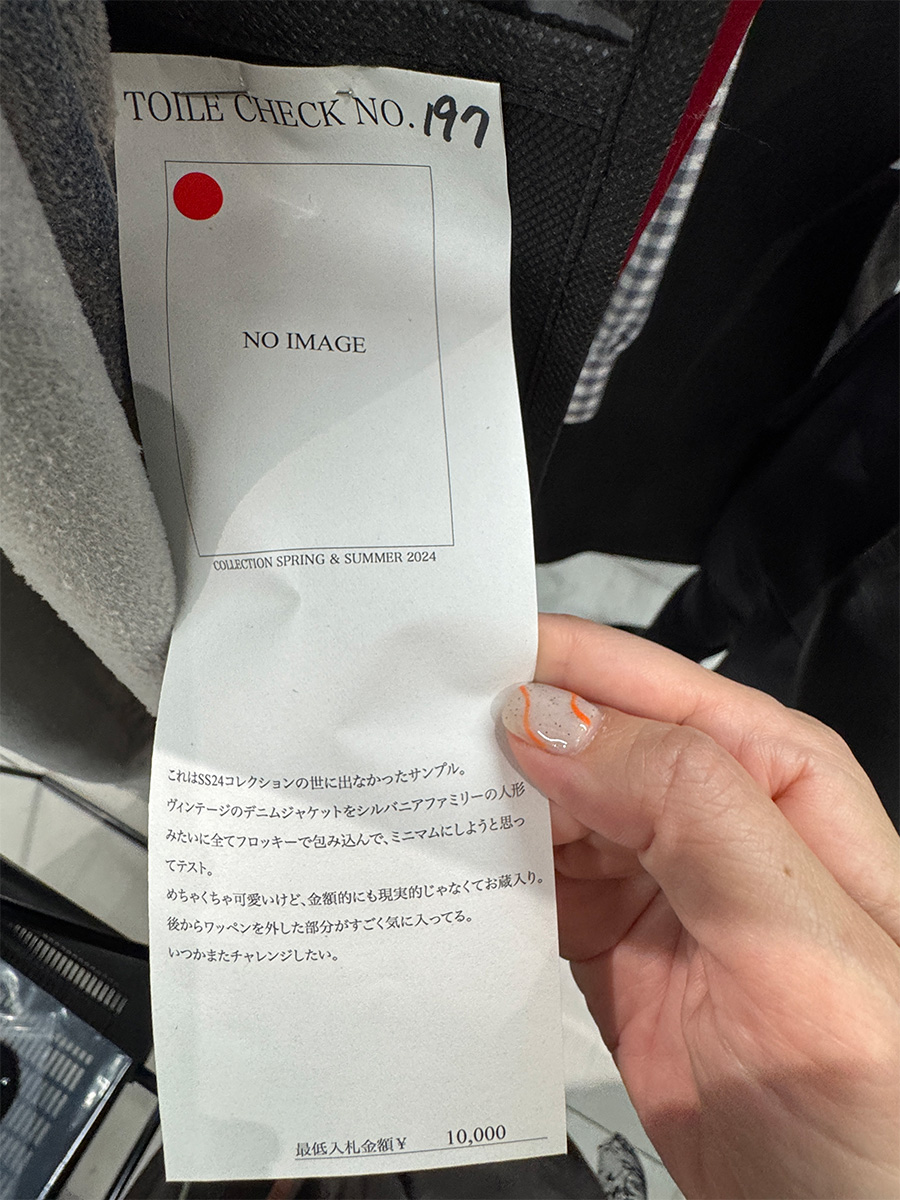 TOILE CHECK NO. 197
NO IMAGE
COLLECTION SPRING & SUMMER 2024
これはSS24コレクションの世に出なかったサンプル。
ヴィンテージのデニムジャケットをシルバニアファミリーの人形
みたいに全てフロッキーで包み込んで、ミニマムにしようと思っ
てテスト。
めちゃくちゃ可愛いけど、金額的にも現実的じゃなくてお蔵入り。
後からワッペンを外した部分がすごく気に入ってる。
いつかまたチャレンジしたい。
最低入札金額￥ 10,000